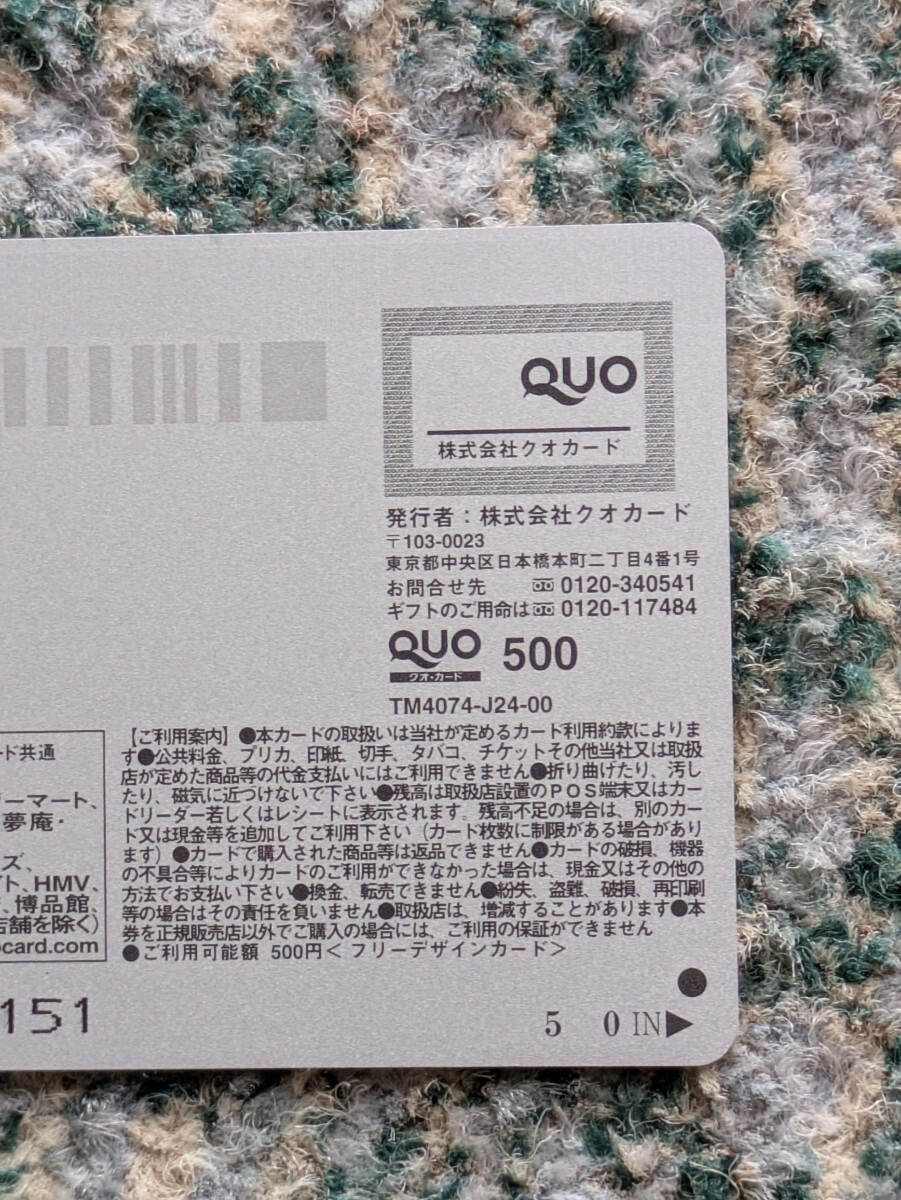 QUO
株式会社クオカード
発行者：株式会社クオカード
〒103-0023
東京都中央区日本橋本町二丁目4番1号
お問合せ先 0120-340541
ギフトのご用命は 0120-117484
QUO 500
クオ・カード
TM4074-J24-00
ード共通
リーマート、
夢庵・
ズ、
イト、HMV、
、博品館、
店舗を除く）
ocard.com
【ご利用案内】●本カードの取扱いは当社が定めるカード利用約款によりま
す●公共料金、プリカ、印紙、切手、タバコ、チケットその他当社又は取扱
店が定めた商品等の代金支払いにはご利用できません●折り曲げたり、汚し
たり、磁気に近づけないで下さい●残高は取扱店設置のPOS端末又はカー
ドリーダー若しくはレシートに表示されます。残高不足の場合は、別のカー
ド又は現金等を追加してご利用下さい（カード枚数に制限がある場合があり
ます）●カードで購入された商品等は返品できません●カードの破損、機器
の不具合等によりカードのご利用ができなかった場合は、現金又はその他の
方法でお支払い下さい●換金、転売できません●紛失、盗難、破損、再印刷
等の場合はその責任を負いません●取扱店は、増減することがあります●本
券を正規販売店以外でご購入の場合には、ご利用の保証ができません
●ご利用可能額 500円＜フリーデザインカード＞
151
5 0 IN▶